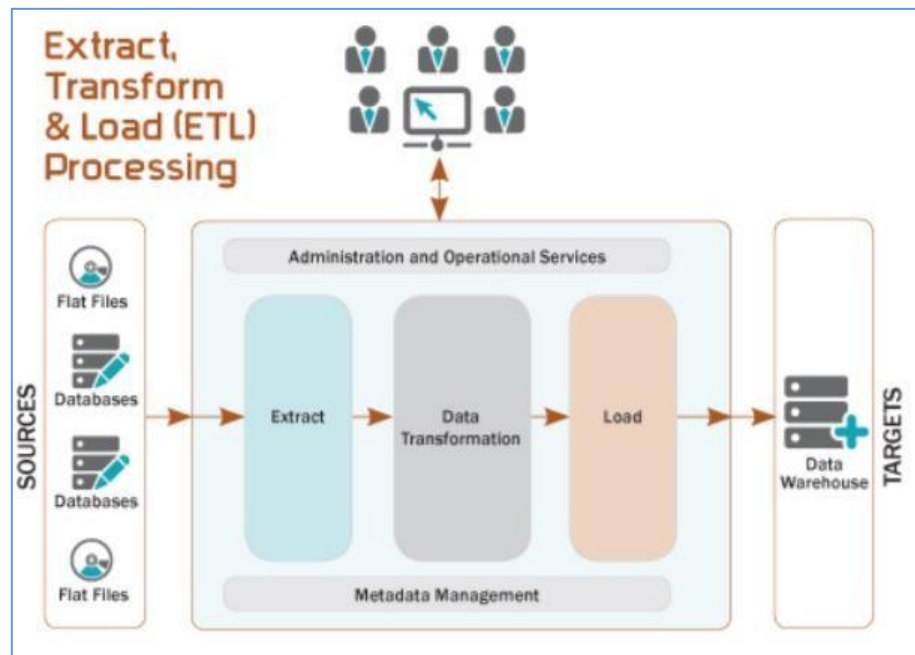 Extract,
Transform
& Load (ETL)
Processing
Administration and Operational Services
SOURCES
Flat Files
Databases
Databases
Flat Files
Extract
Data
Transformation
Load
Metadata Management
Data
Warehouse
TARGETS